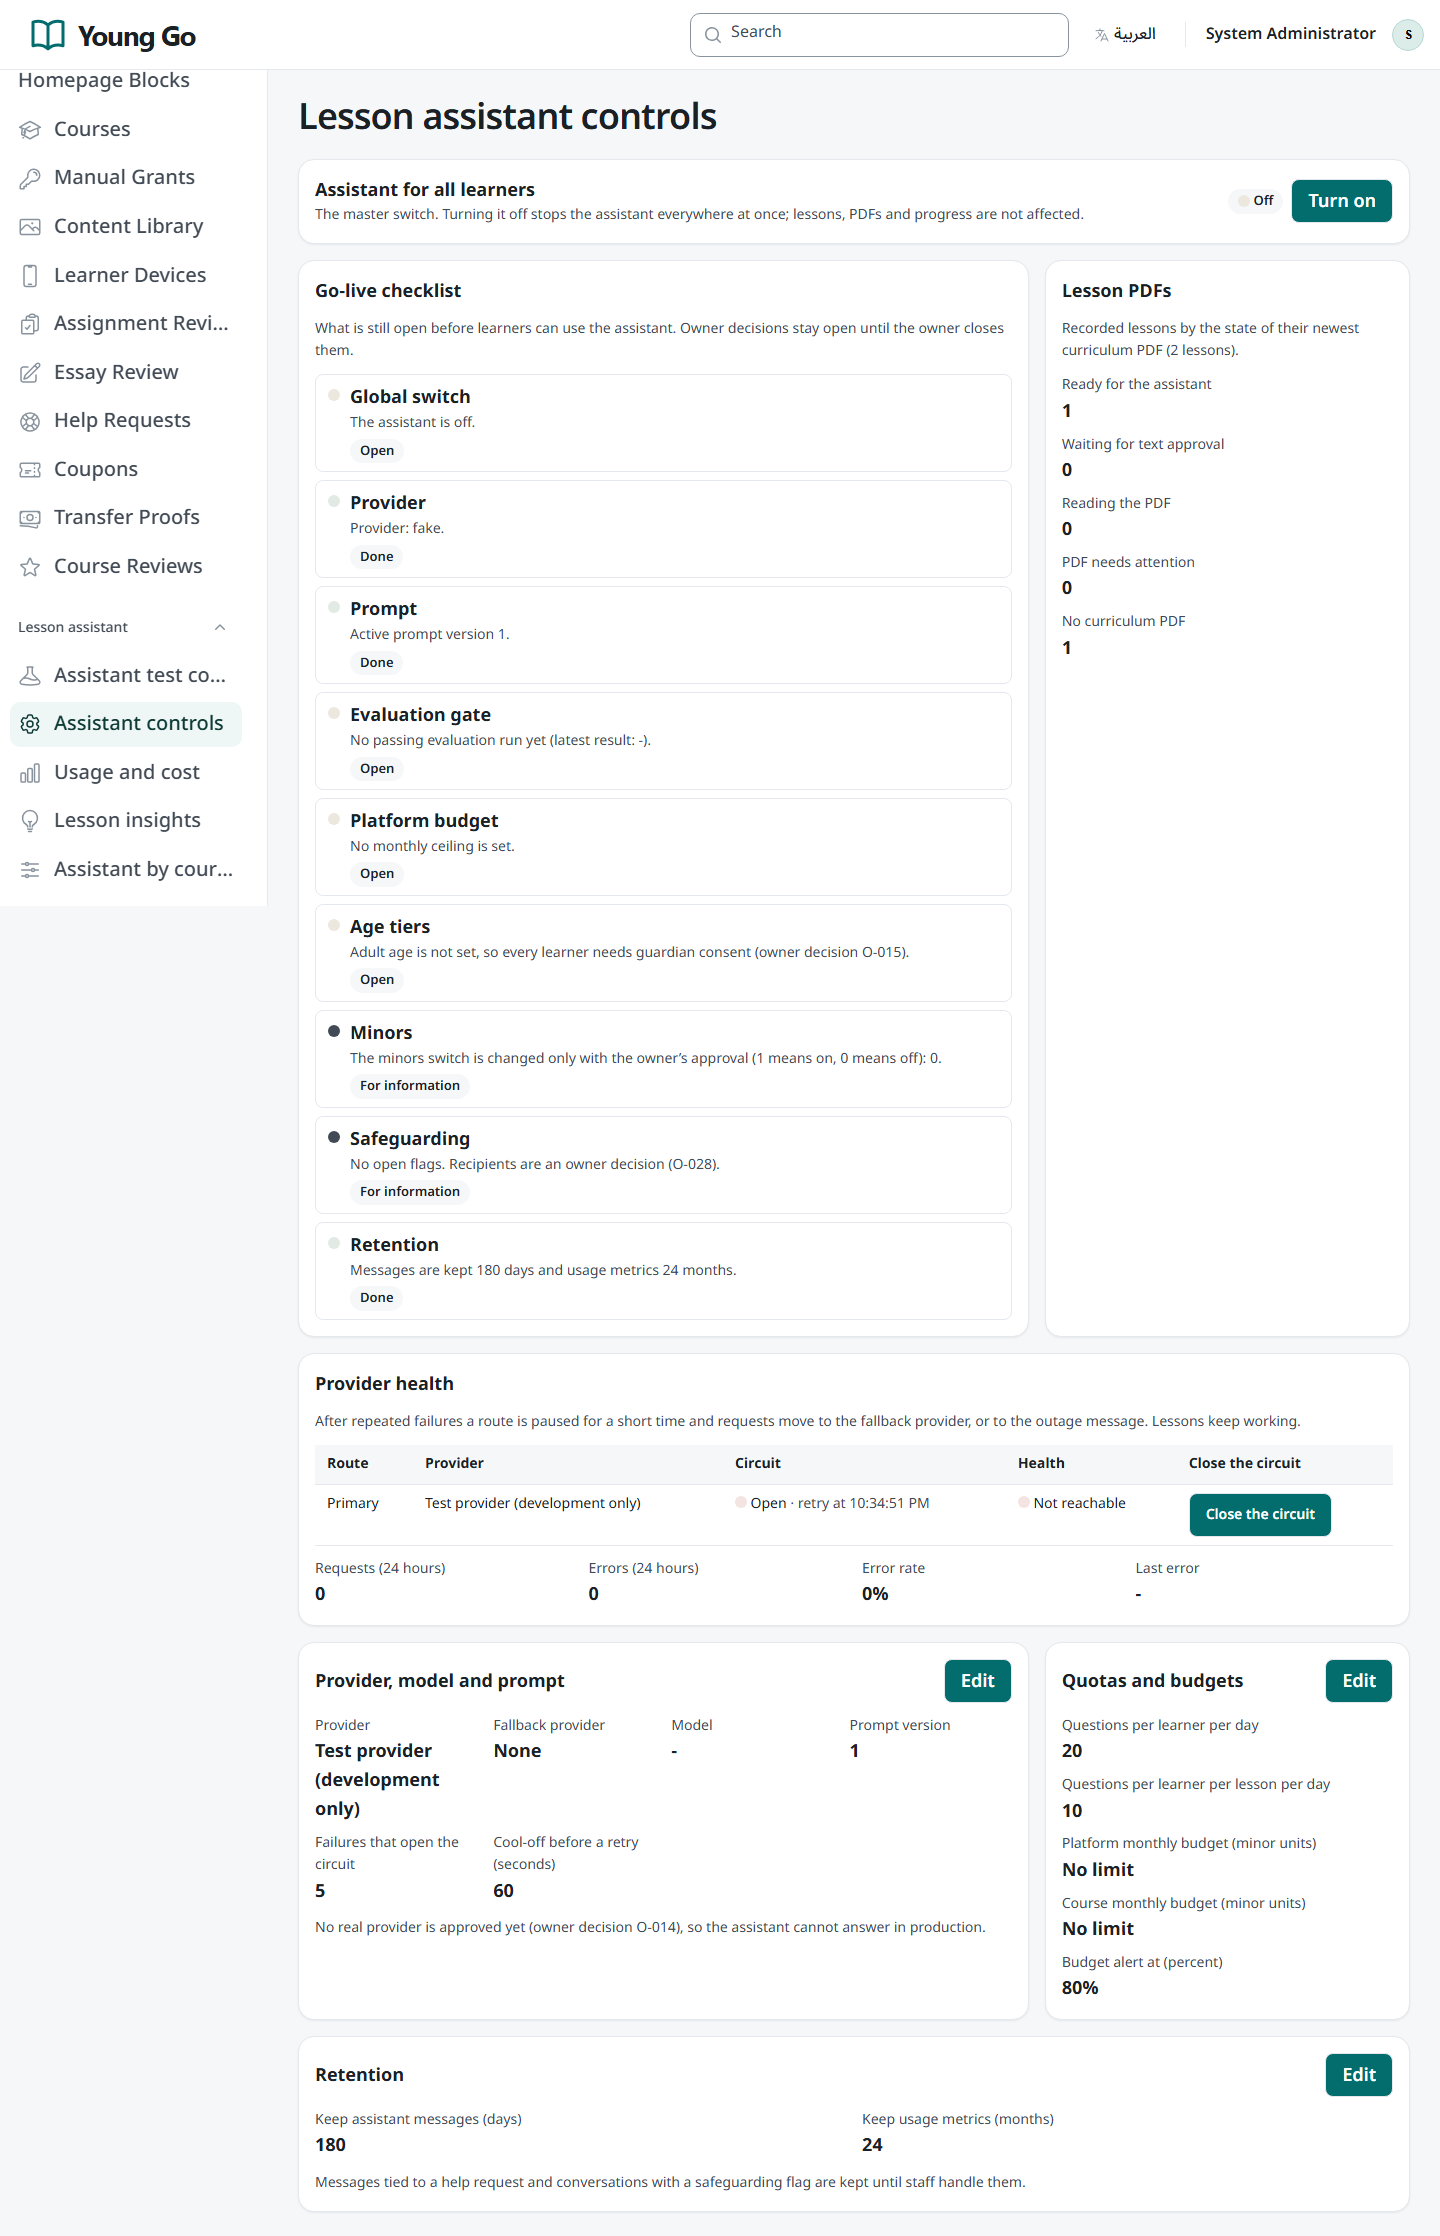 Young Go
Search
العربية
System Administrator
S
Homepage Blocks
Courses
Manual Grants
Content Library
Learner Devices
Assignment Revi...
Essay Review
Help Requests
Coupons
Transfer Proofs
Course Reviews
Lesson assistant
Assistant test co...
Assistant controls
Usage and cost
Lesson insights
Assistant by cour...
Lesson assistant controls
Assistant for all learners
The master switch. Turning it off stops the assistant everywhere at once; lessons, PDFs and progress are not affected.
Off
Turn on
Go-live checklist
What is still open before learners can use the assistant. Owner decisions stay open until the owner closes
them.
Global switch
The assistant is off.
Open
Provider
Provider: fake.
Done
Prompt
Active prompt version 1.
Done
Evaluation gate
No passing evaluation run yet (latest result: -).
Open
Platform budget
No monthly ceiling is set.
Open
Age tiers
Adult age is not set, so every learner needs guardian consent (owner decision O-015).
Open
Minors
The minors switch is changed only with the owner’s approval (1 means on, 0 means off): 0.
For information
Safeguarding
No open flags. Recipients are an owner decision (O-028).
For information
Retention
Messages are kept 180 days and usage metrics 24 months.
Done
Lesson PDFs
Recorded lessons by the state of their newest
curriculum PDF (2 lessons).
Ready for the assistant
1
Waiting for text approval
0
Reading the PDF
0
PDF needs attention
0
No curriculum PDF
1
Provider health
After repeated failures a route is paused for a short time and requests move to the fallback provider, or to the outage message. Lessons keep working.
Route Provider Circuit Health Close the circuit
Primary Test provider (development only) Open · retry at 10:34:51 PM Not reachable Close the circuit
Requests (24 hours) Errors (24 hours) Error rate Last error
0 0 0% -
Provider, model and prompt
Edit
Provider Fallback provider Model Prompt version
Test provider None - 1
(development
only)
Failures that open the Cool-off before a retry
circuit (seconds)
5 60
No real provider is approved yet (owner decision O-014), so the assistant cannot answer in production.
Quotas and budgets
Edit
Questions per learner per day
20
Questions per learner per lesson per day
10
Platform monthly budget (minor units)
No limit
Course monthly budget (minor units)
No limit
Budget alert at (percent)
80%
Retention
Edit
Keep assistant messages (days) Keep usage metrics (months)
180 24
Messages tied to a help request and conversations with a safeguarding flag are kept until staff handle them.